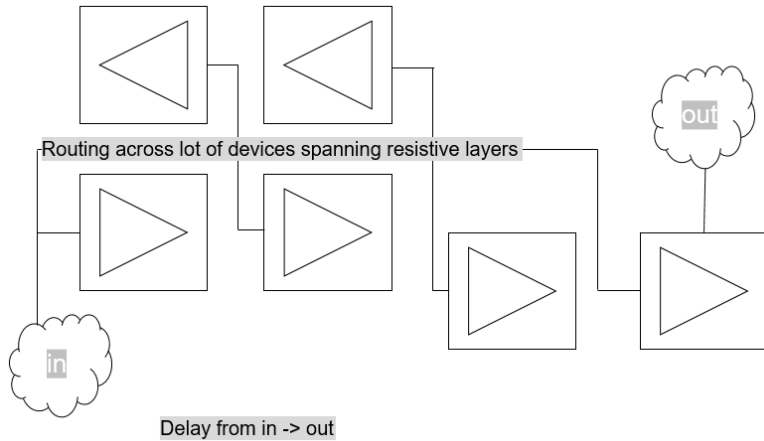 out
Routing across lot of devices spanning resistive layers
in
Delay from in -> out